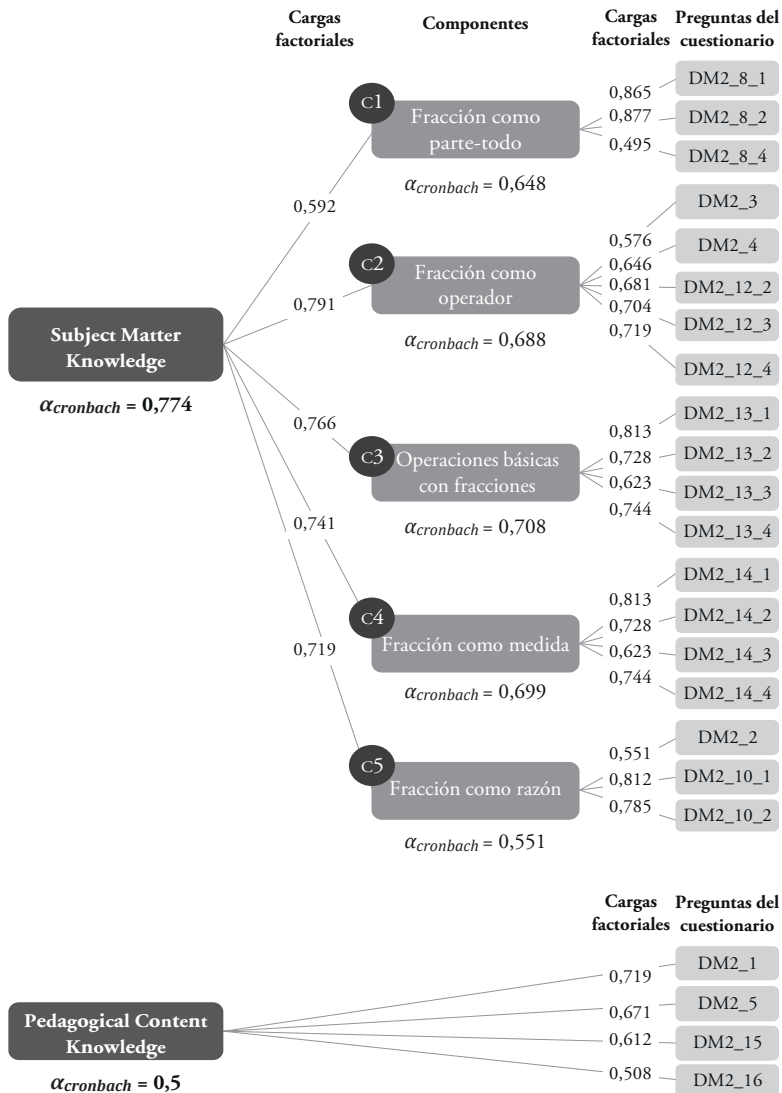 Cargas
factoriales
Componentes
Cargas
factoriales
Preguntas del
cuestionario
Subject Matter
Knowledge
αcronbach = 0,774
0,592
0,791
0,766
0,741
0,719
C1
Fracción como
parte-todo
αcronbach = 0,648
0,865
0,877
0,495
DM2_8_1
DM2_8_2
DM2_8_4
C2
Fracción como
operador
αcronbach = 0,688
0,576
0,646
0,681
0,704
0,719
DM2_3
DM2_4
DM2_12_2
DM2_12_3
DM2_12_4
C3
Operaciones básicas
con fracciones
αcronbach = 0,708
0,813
0,728
0,623
0,744
DM2_13_1
DM2_13_2
DM2_13_3
DM2_13_4
C4
Fracción como medida
αcronbach = 0,699
0,813
0,728
0,623
0,744
DM2_14_1
DM2_14_2
DM2_14_3
DM2_14_4
C5
Fracción como razón
αcronbach = 0,551
0,551
0,812
0,785
DM2_2
DM2_10_1
DM2_10_2
Cargas
factoriales
Preguntas del
cuestionario
Pedagogical Content
Knowledge
αcronbach = 0,5
0,719
0,671
0,612
0,508
DM2_1
DM2_5
DM2_15
DM2_16